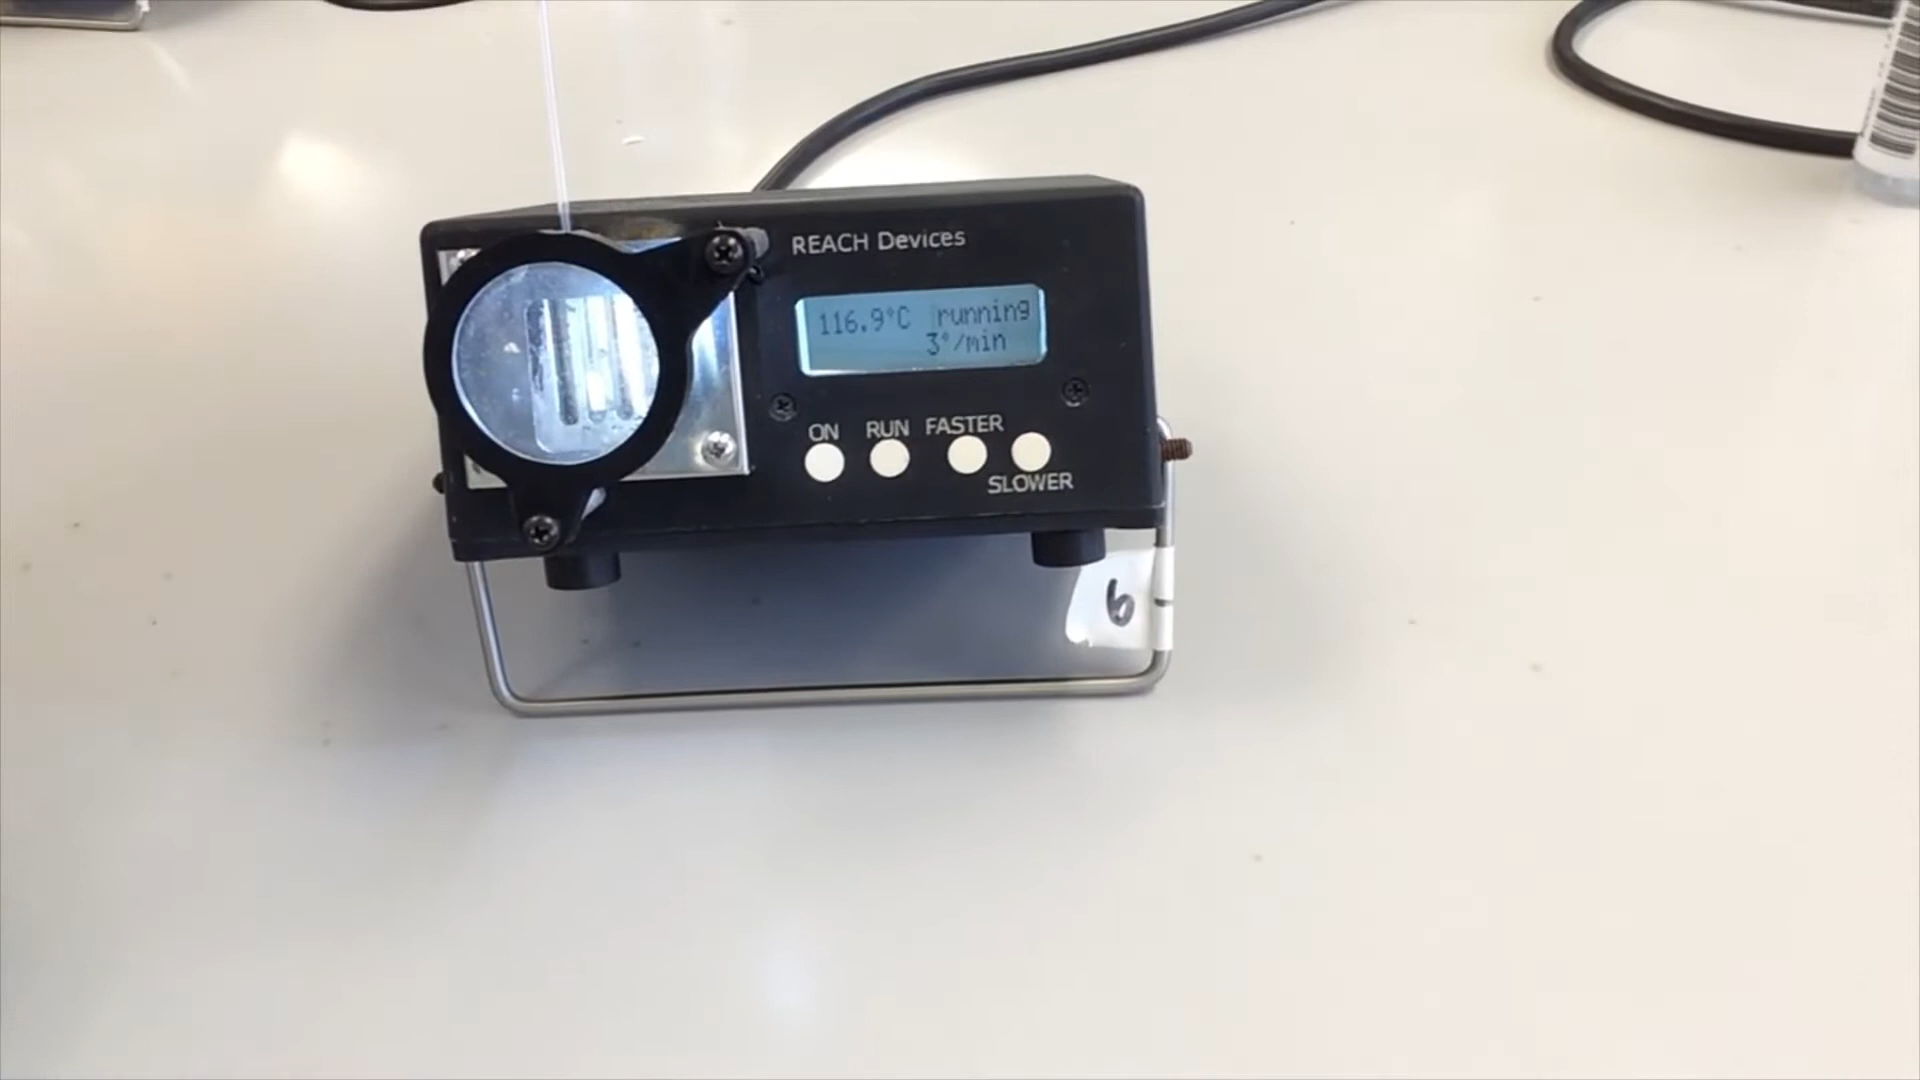 REACH Devices
116.9°C running
3°/min
ON RUN FASTER
SLOWER
6